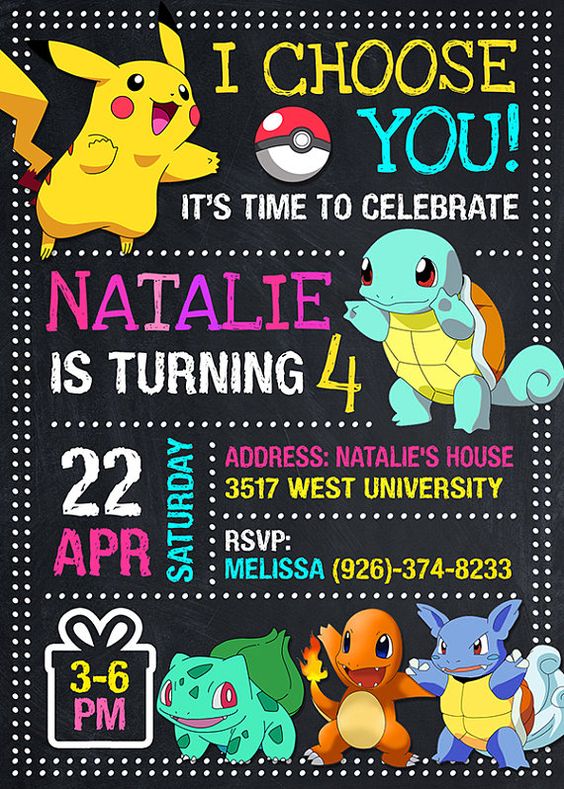 I CHOOSE
YOU!
IT'S TIME TO CELEBRATE
NATALIE
IS TURNING 4
22
APR
SATURDAY
ADDRESS: NATALIE'S HOUSE
3517 WEST UNIVERSITY
RSVP:
MELISSA (926)-374-8233
3-6
PM